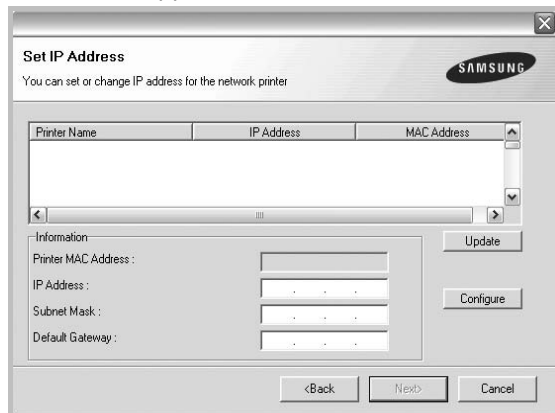 Set IP Address
You can set or change IP address for the network printer
SAMSUNG
Printer Name IP Address MAC Address
Information
Update
Printer MAC Address :
IP Address :
Configure
Subnet Mask :
Default Gateway :
<Back Next> Cancel